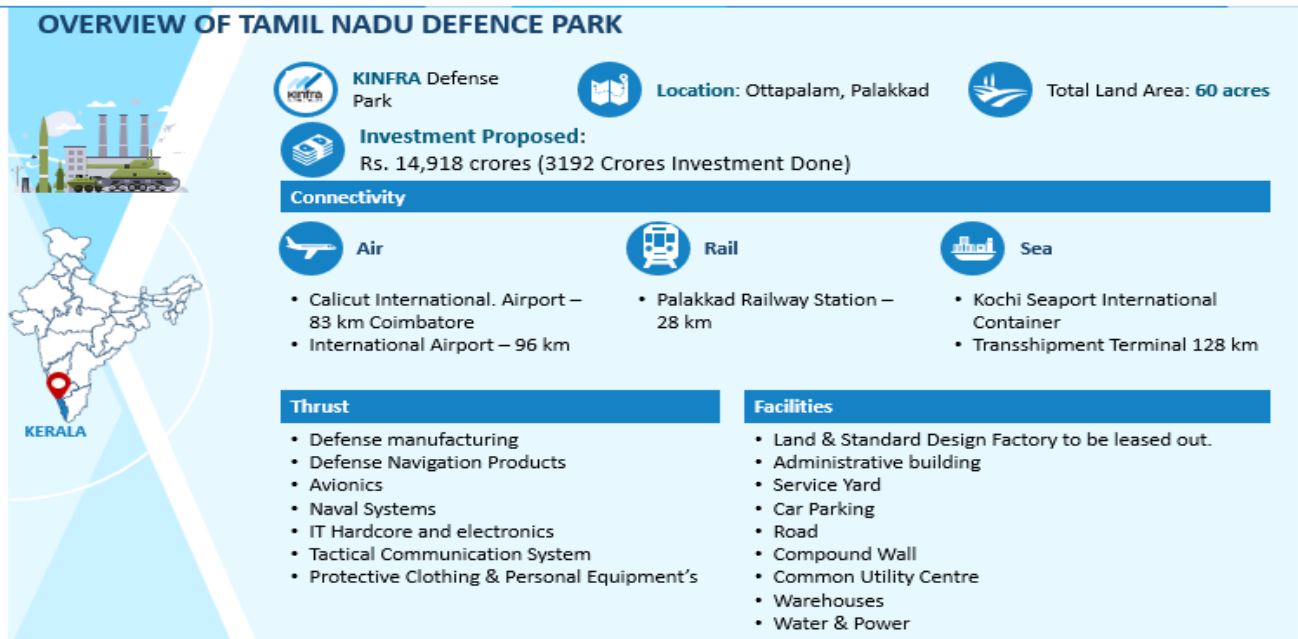 OVERVIEW OF TAMIL NADU DEFENCE PARK
kinfra
KINFRA Defense
Park
Location: Ottapalam, Palakkad
Total Land Area: 60 acres
Investment Proposed:
Rs. 14,918 crores (3192 Crores Investment Done)
Connectivity
Air
• Calicut International. Airport –
83 km Coimbatore
• International Airport – 96 km
Rail
• Palakkad Railway Station –
28 km
Sea
• Kochi Seaport International
Container
• Transshipment Terminal 128 km
KERALA
Thrust
• Defense manufacturing
• Defense Navigation Products
• Avionics
• Naval Systems
• IT Hardcore and electronics
• Tactical Communication System
• Protective Clothing & Personal Equipment’s
Facilities
• Land & Standard Design Factory to be leased out.
• Administrative building
• Service Yard
• Car Parking
• Road
• Compound Wall
• Common Utility Centre
• Warehouses
• Water & Power